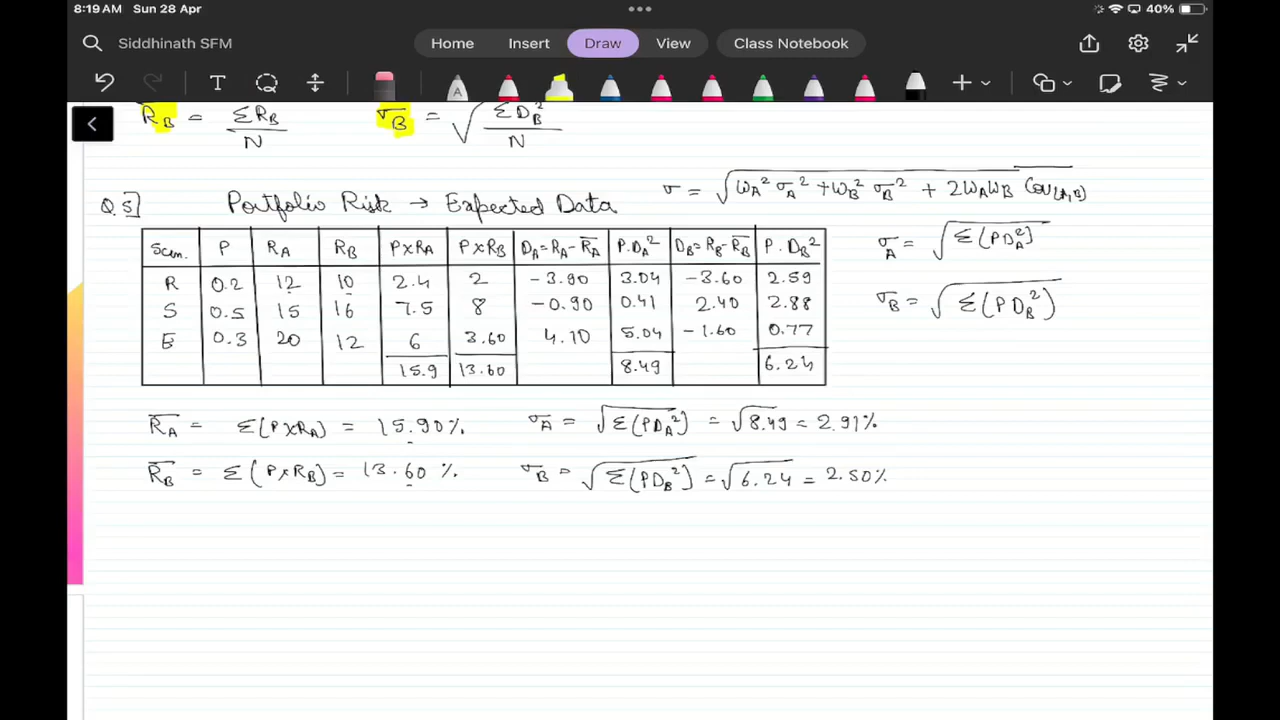 8:19 AM Sun 28 Apr
40%
Siddhinath SFM
Home Insert Draw View Class Notebook
T
A
R̅B = ΣRB / N
σB = √(ΣDB² / N)
σ = √(WA² σA² + WB² σB² + 2WAWB Cov(A,B))
Q.5] Portfolio Risk → Expected Data
σA = √Σ(PDA²)
σB = √Σ(PDB²)
Scen. P RA RB P×RA P×RB DA=RA-R̅A P.DA² DB=RB-R̅B P.DB²
R 0.2 12 10 2.4 2 -3.90 3.04 -3.60 2.59
S 0.5 15 16 7.5 8 -0.90 0.41 2.40 2.88
E 0.3 20 12 6 3.60 4.10 5.04 -1.60 0.77
15.9 13.60 8.49 6.24
R̅A = Σ(P×RA) = 15.90% σA = √Σ(PDA²) = √8.49 = 2.91%
R̅B = Σ(P×RB) = 13.60% σB = √Σ(PDB²) = √6.24 = 2.50%